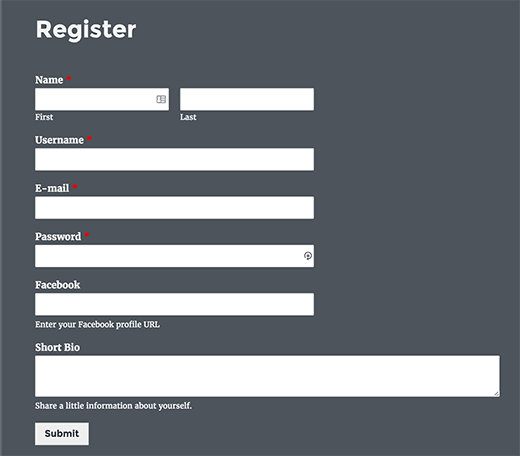 Register
Name *
First Last
Username *
E-mail *
Password *
Facebook
Enter your Facebook profile URL
Short Bio
Share a little information about yourself.
Submit